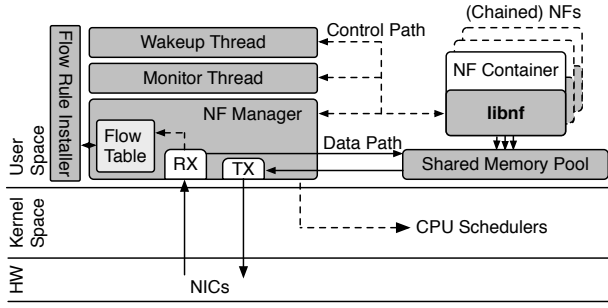 (Chained) NFs
Flow Rule Installer
Wakeup Thread
Control Path
Monitor Thread
NF Container
NF Manager
libnf
Flow
Table
Data Path
RX
TX
Shared Memory Pool
User
Space
Kernel
Space
CPU Schedulers
HW
NICs